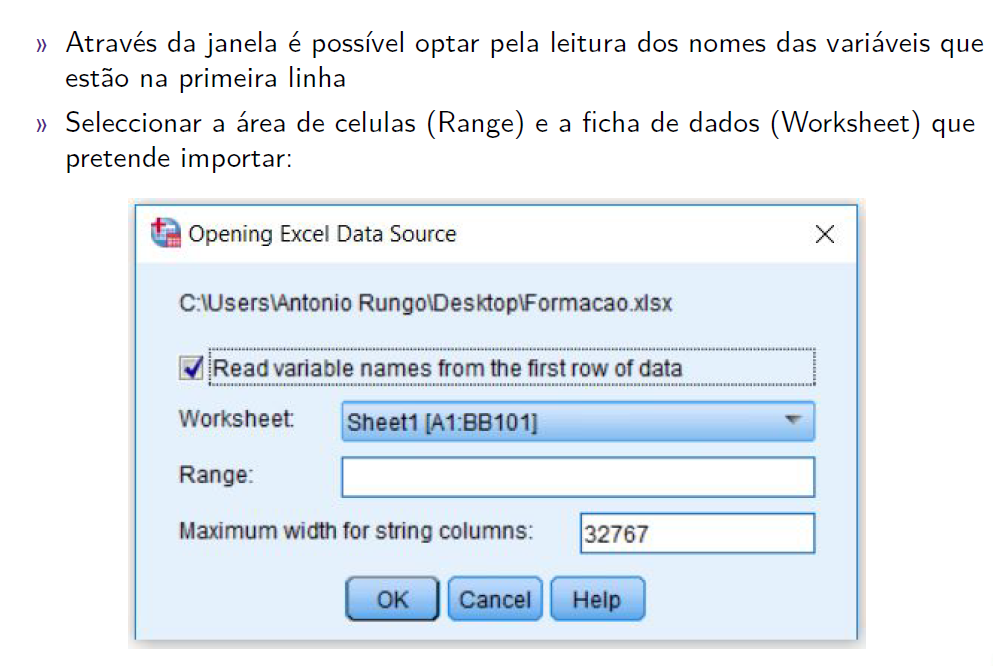 » Através da janela é possível optar pela leitura dos nomes das variáveis que
estão na primeira linha
» Seleccionar a área de celulas (Range) e a ficha de dados (Worksheet) que
pretende importar:
Opening Excel Data Source
C:\Users\Antonio Rungo\Desktop\Formacao.xlsx
Read variable names from the first row of data
Worksheet: Sheet1 [A1:BB101]
Range:
Maximum width for string columns: 32767
OK Cancel Help